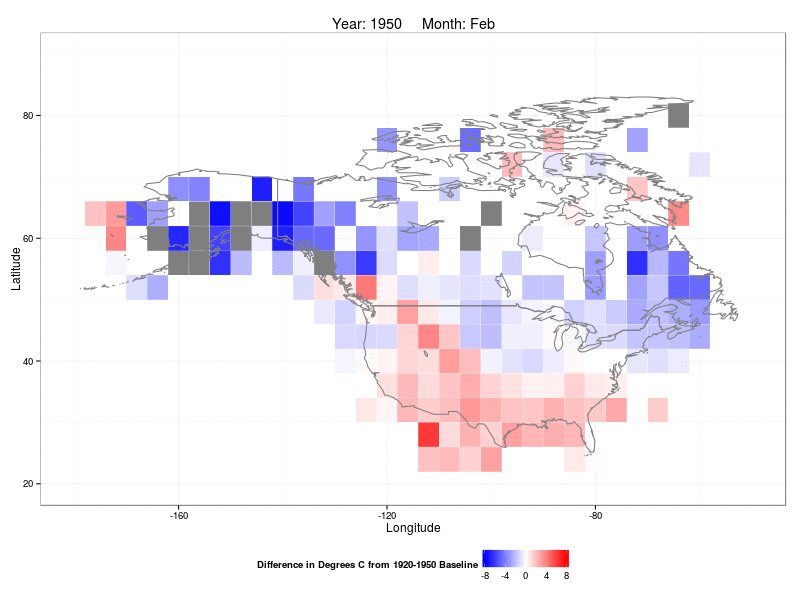 Year: 1950 Month: Feb
80
60
40
20
Latitude
-160
-120
-80
Longitude
Difference in Degrees C from 1920-1950 Baseline
-8 -4 0 4 8